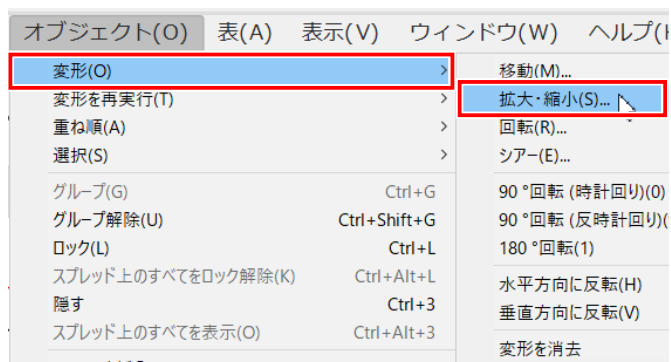 オブジェクト(O) 表(A) 表示(V) ウィンドウ(W) ヘルプ(
変形(O) >
変形を再実行(T) >
重ね順(A) >
選択(S) >
グループ(G) Ctrl+G
グループ解除(U) Ctrl+Shift+G
ロック(L) Ctrl+L
スプレッド上のすべてをロック解除(K) Ctrl+Alt+L
隠す Ctrl+3
スプレッド上のすべてを表示(O) Ctrl+Alt+3
移動(M)...
拡大・縮小(S)...
回転(R)...
シアー(E)...
90 °回転 (時計回り)(0)
90 °回転 (反時計回り)(
180 °回転(1)
水平方向に反転(H)
垂直方向に反転(V)
変形を消去